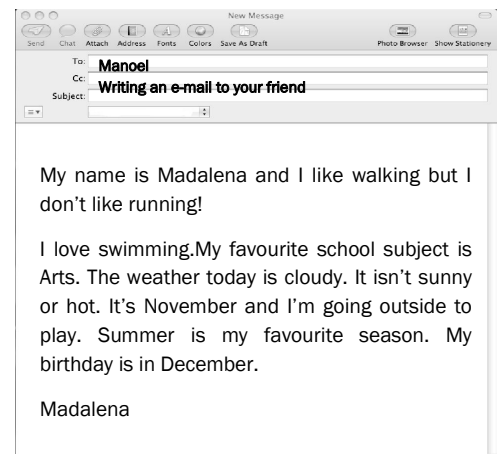 New Message
Send Chat Attach Address Fonts Colors Save As Draft Photo Browser Show Stationery
To: Manoel
Cc:
Writing an e-mail to your friend
Subject:
My name is Madalena and I like walking but I
don't like running!
I love swimming.My favourite school subject is
Arts. The weather today is cloudy. It isn't sunny
or hot. It's November and I'm going outside to
play. Summer is my favourite season. My
birthday is in December.
Madalena